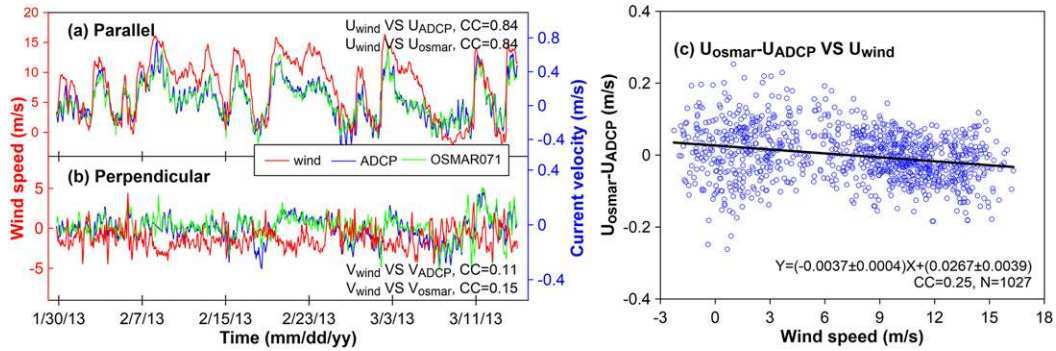 (a) Parallel
U_wind VS U_ADCP, CC=0.84
U_wind VS U_osmar, CC=0.84
20
15
10
5
0
0.8
0.4
0
-0.4
Wind speed (m/s)
Current velocity (m/s)
wind ADCP OSMAR071
(b) Perpendicular
5
0
-5
0.4
0
-0.4
V_wind VS V_ADCP, CC=0.11
V_wind VS V_osmar, CC=0.15
1/30/13 2/7/13 2/15/13 2/23/13 3/3/13 3/11/13
Time (mm/dd/yy)
(c) U_osmar-U_ADCP VS U_wind
U_osmar-U_ADCP (m/s)
0.4
0.2
0
-0.2
-0.4
Y=(-0.0037±0.0004)X+(0.0267±0.0039)
CC=0.25, N=1027
-3 0 3 6 9 12 15 18
Wind speed (m/s)